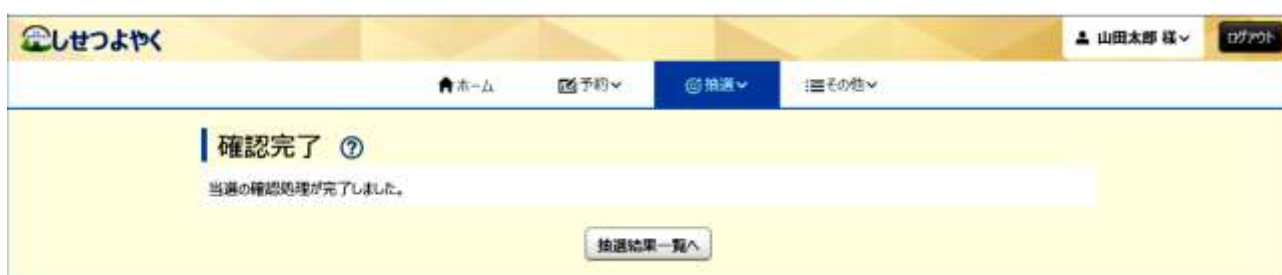 しせつよやく
山田太郎 様
ログアウト
ホーム 予約 抽選 その他
確認完了 ?
当選の確認処理が完了しました。
抽選結果一覧へ